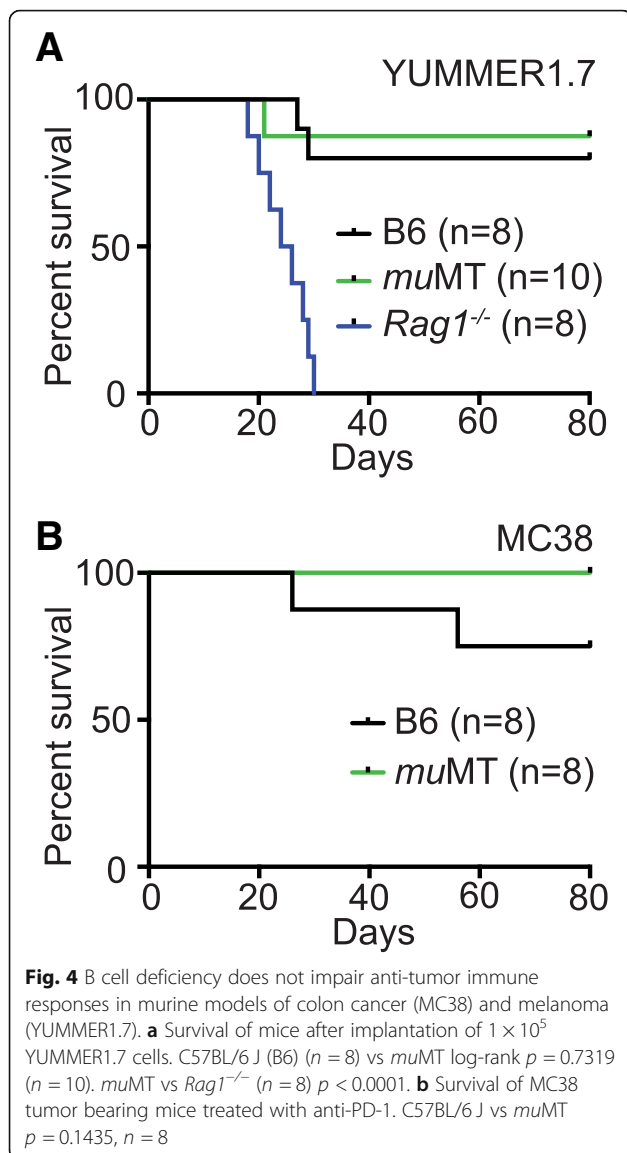 A
YUMMER1.7
Percent survival
100
50
0
B6 (n=8)
muMT (n=10)
Rag1-/- (n=8)
0 20 40 60 80
Days
B
MC38
Percent survival
100
50
0
B6 (n=8)
muMT (n=8)
0 20 40 60 80
Days
Fig. 4 B cell deficiency does not impair anti-tumor immune
responses in murine models of colon cancer (MC38) and melanoma
(YUMMER1.7). a Survival of mice after implantation of 1 × 10⁵
YUMMER1.7 cells. C57BL/6 J (B6) (n = 8) vs muMT log-rank p = 0.7319
(n = 10). muMT vs Rag1⁻/⁻ (n = 8) p < 0.0001. b Survival of MC38
tumor bearing mice treated with anti-PD-1. C57BL/6 J vs muMT
p = 0.1435, n = 8